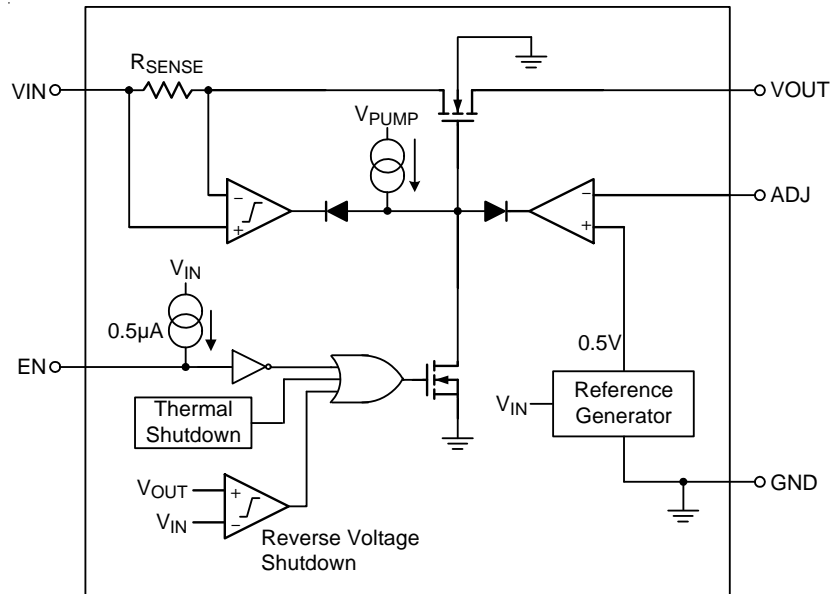 RSENSE
VIN
VOUT
VPUMP
ADJ
−
+
−
+
VIN
0.5µA
0.5V
EN
Thermal
Shutdown
VIN
Reference
Generator
VOUT
+
VIN
−
GND
Reverse Voltage
Shutdown